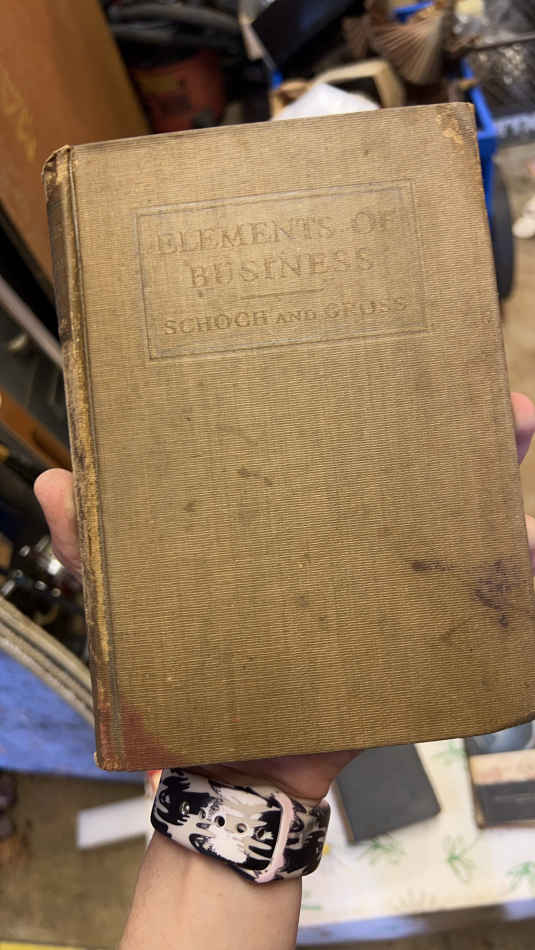 ELEMENTS OF
BUSINESS
SCHOCH AND GROSS